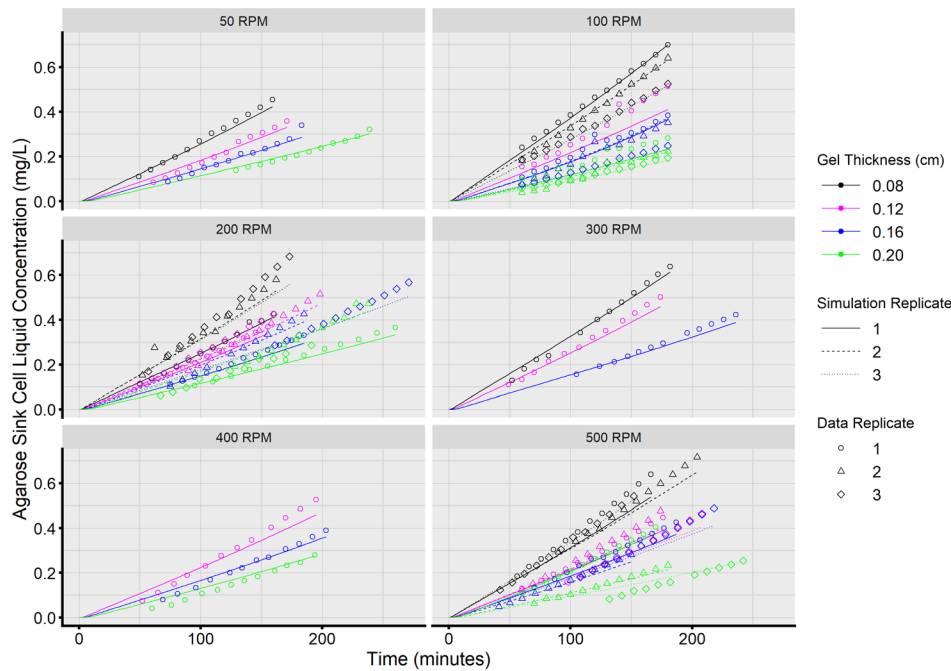 50 RPM
100 RPM
0.6
0.4
0.2
0.0
200 RPM
300 RPM
0.6
0.4
0.2
0.0
400 RPM
500 RPM
0.6
0.4
0.2
0.0
0
100
200
0
100
200
Time (minutes)
Agarose Sink Cell Liquid Concentration (mg/L)
Gel Thickness (cm)
0.08
0.12
0.16
0.20
Simulation Replicate
1
2
3
Data Replicate
1
2
3